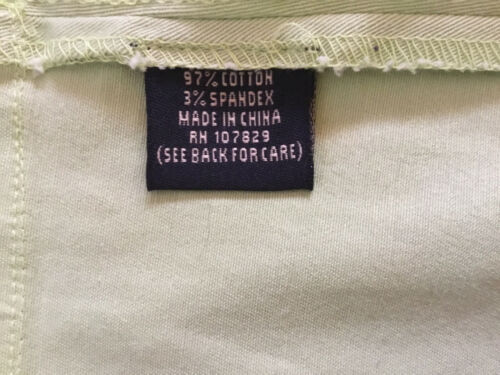 97% COTTON
3% SPANDEX
MADE IN CHINA
RN 107829
(SEE BACK FOR CARE)